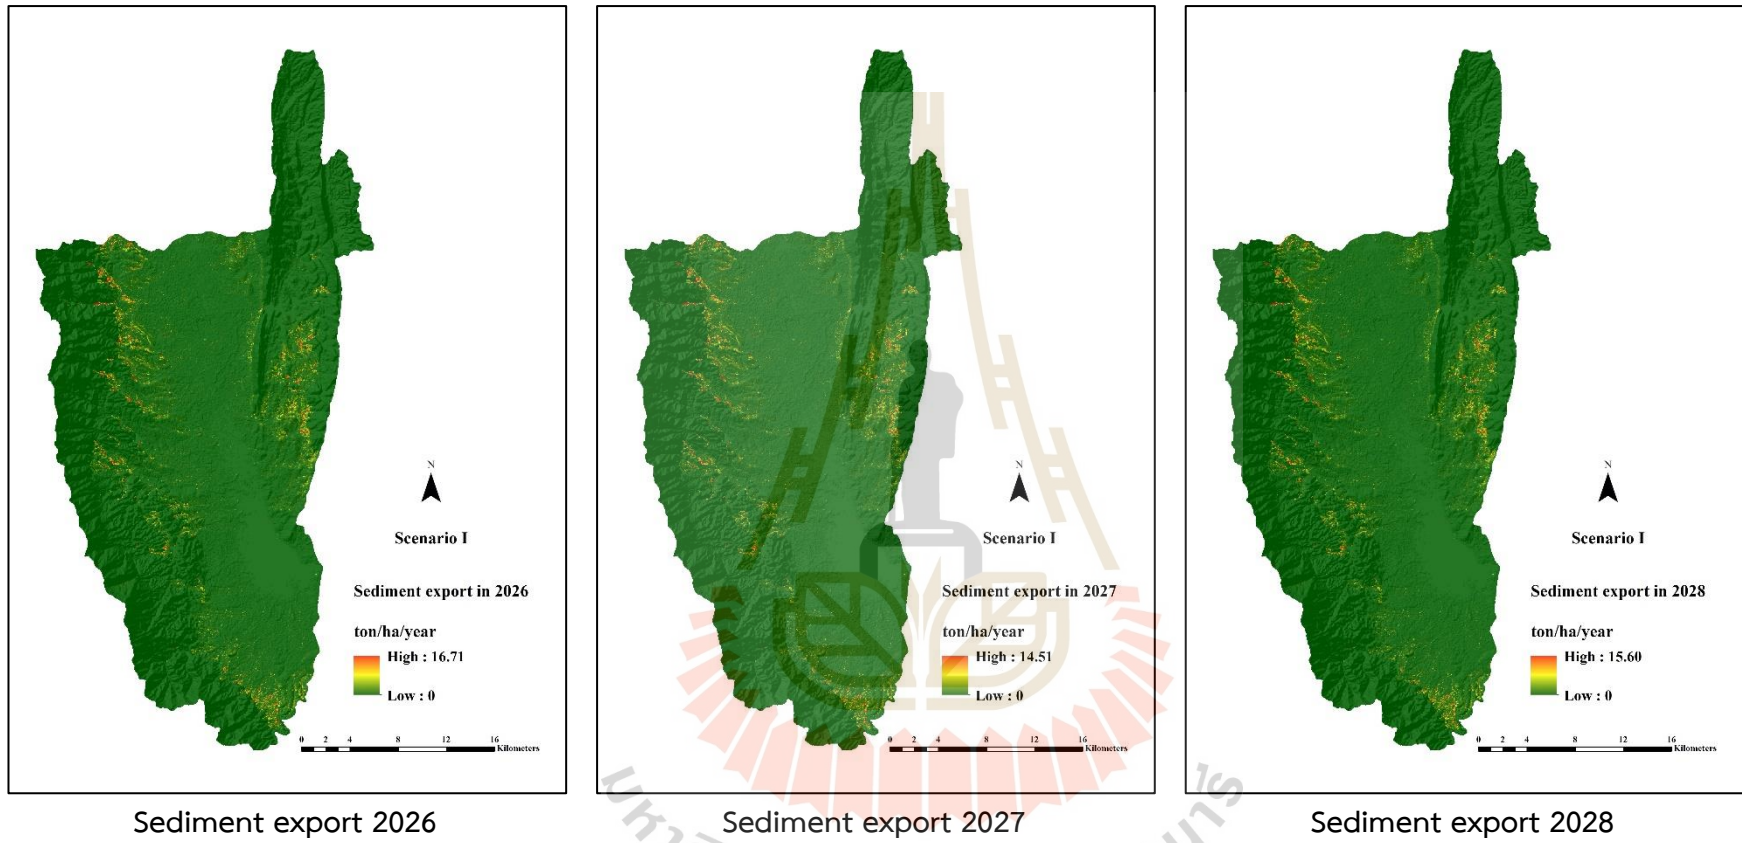 N
Scenario I
Sediment export in 2026
ton/ha/year
High : 16.71
Low : 0
0 2 4 8 12 16
Kilometers
Sediment export 2026
N
Scenario I
Sediment export in 2027
ton/ha/year
High : 14.51
Low : 0
0 2 4 8 12 16
Kilometers
Sediment export 2027
N
Scenario I
Sediment export in 2028
ton/ha/year
High : 15.60
Low : 0
0 2 4 8 12 16
Kilometers
Sediment export 2028